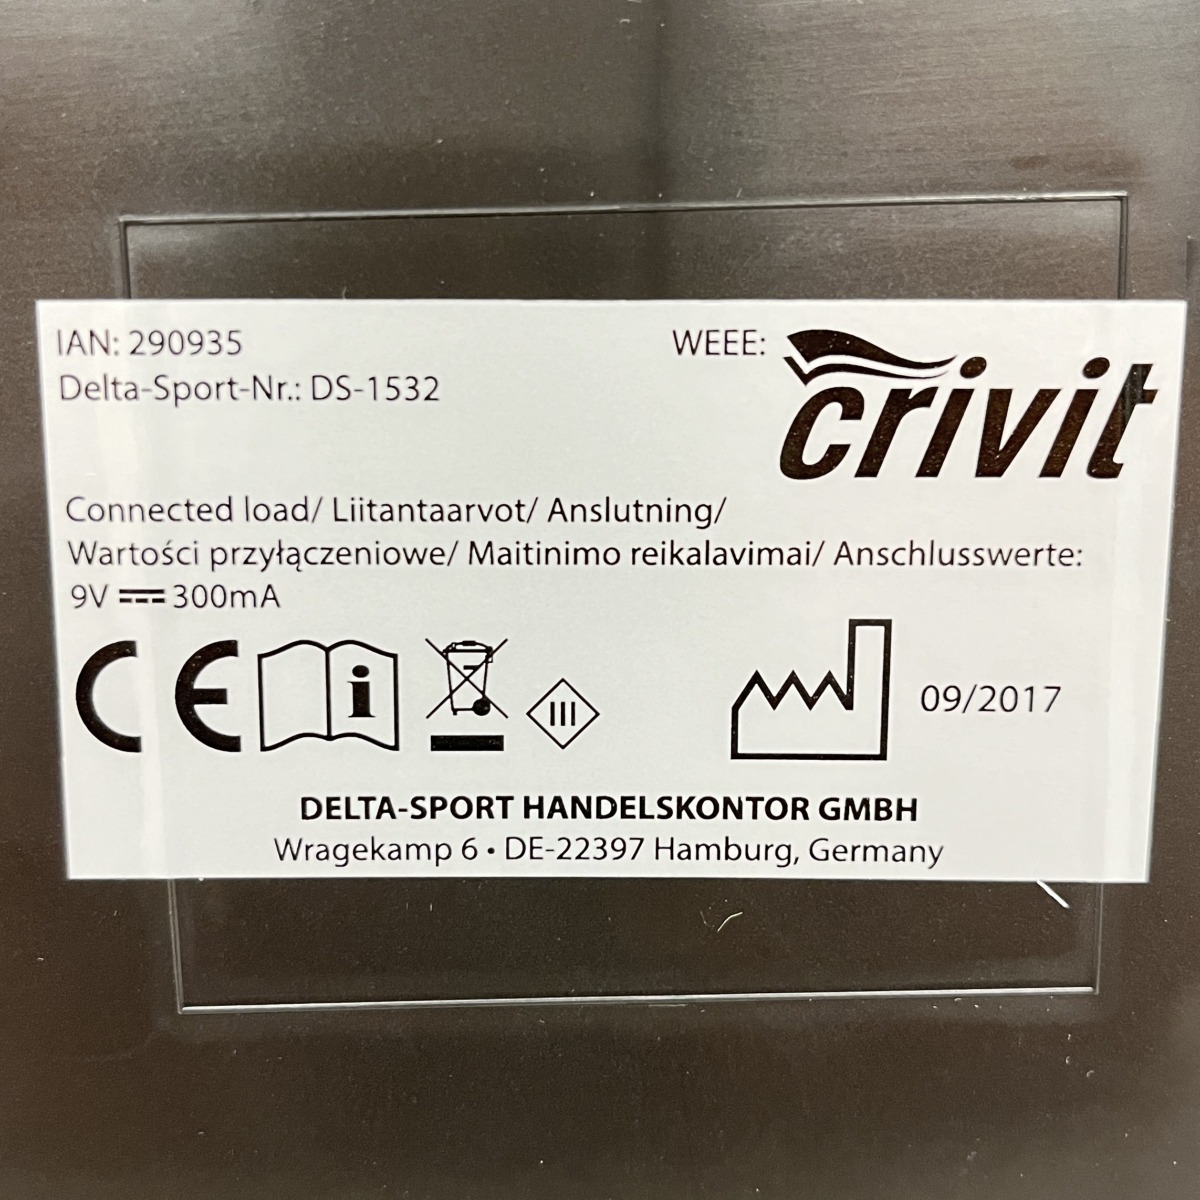 IAN: 290935
Delta-Sport-Nr.: DS-1532
WEEE:
crivit
Connected load/ Liitantaarvot/ Anslutning/
Wartości przyłączeniowe/ Maitinimo reikalavimai/ Anschlusswerte:
9V ⎓ 300mA
CE
i
III
09/2017
DELTA-SPORT HANDELSKONTOR GMBH
Wragekamp 6 • DE-22397 Hamburg, Germany